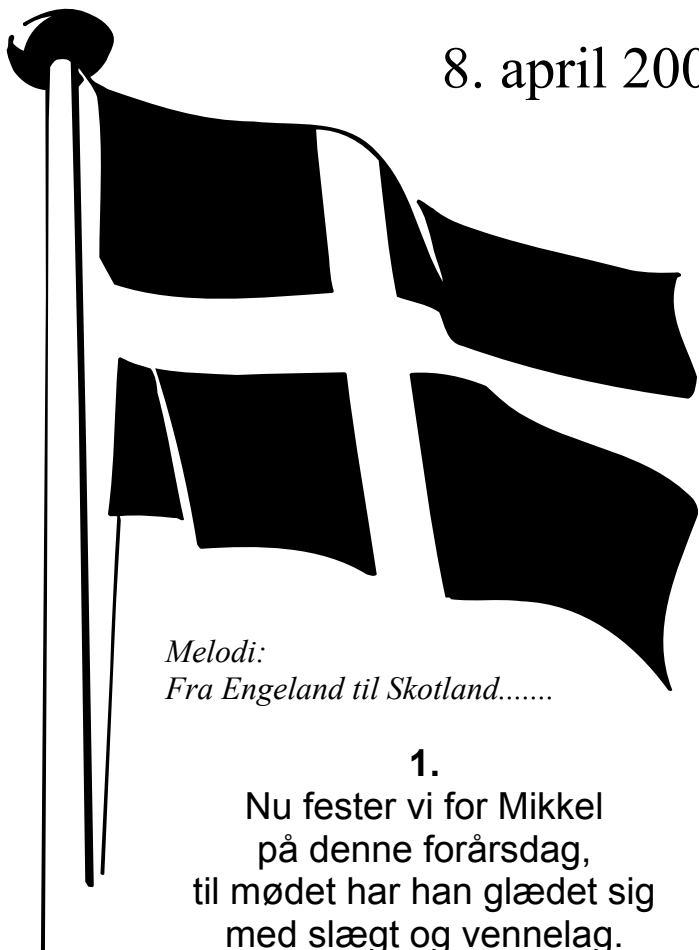 8. april 200
Melodi:
Fra Engeland til Skotland.......
1.
Nu fester vi for Mikkel
på denne forårsdag,
til mødet har han glædet sig
med slægt og vennelag.